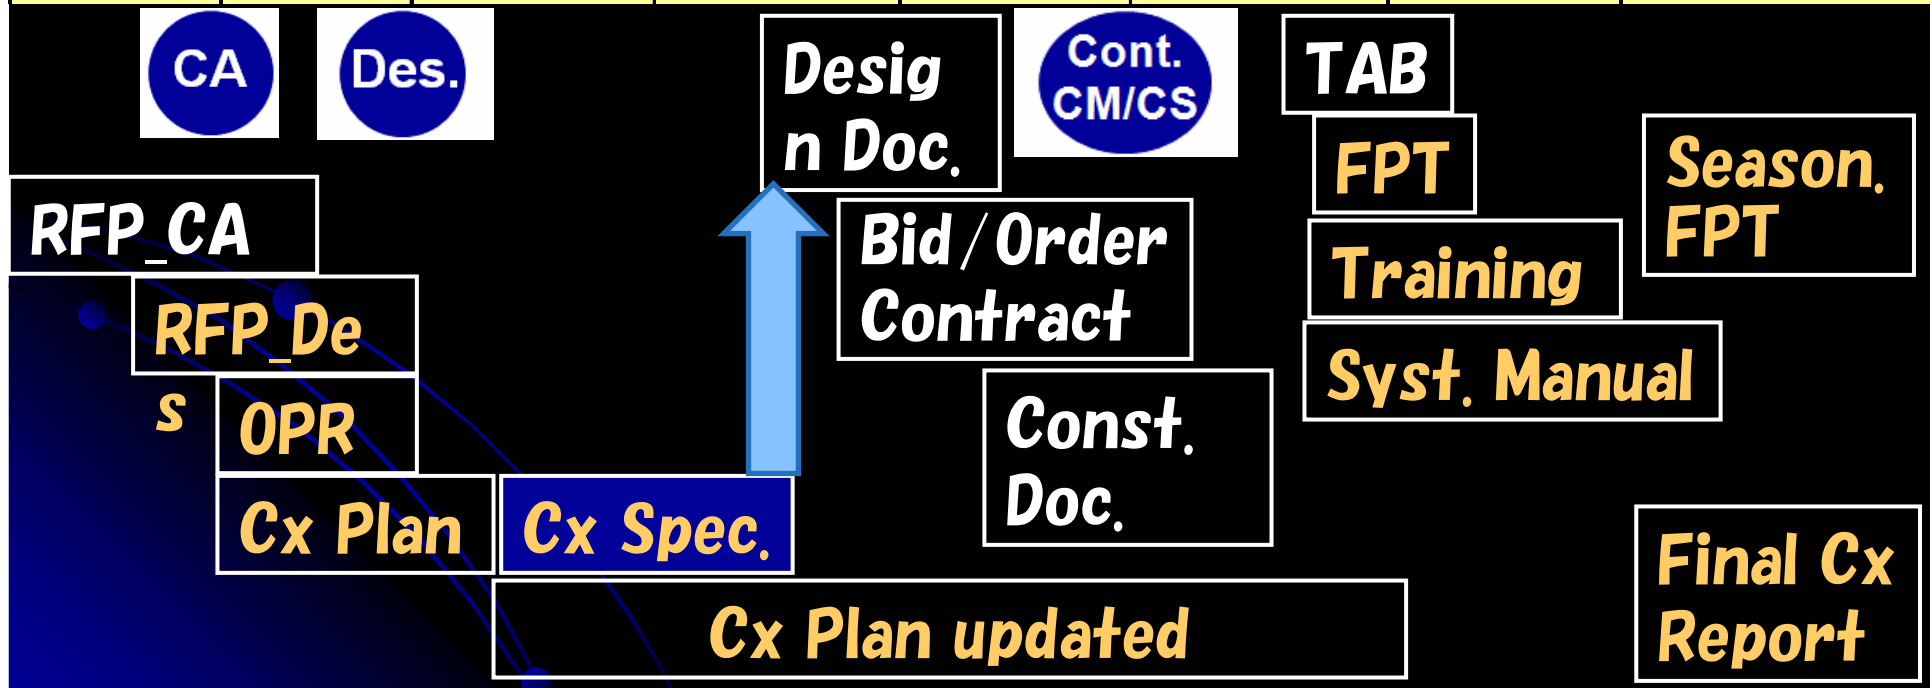 CA
Des.
Desig
n Doc.
Cont.
CM/CS
TAB
FPT
Season.
FPT
RFP_CA
Bid/Order
Contract
Training
RFP_De
s
Syst. Manual
OPR
Const.
Doc.
Cx Plan
Cx Spec.
Final Cx
Report
Cx Plan updated